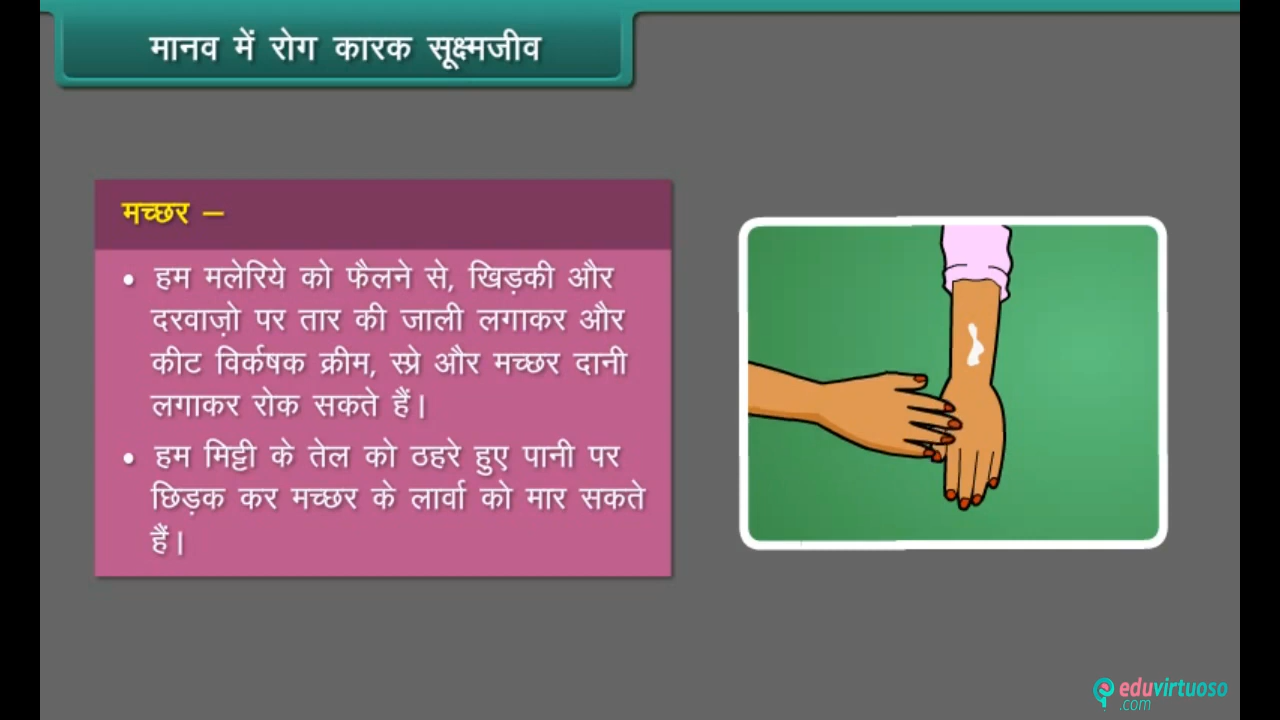 मानव में रोग कारक सूक्ष्मजीव
मच्छर –
• हम मलेरिये को फैलने से, खिड़की और
दरवाज़ो पर तार की जाली लगाकर और
कीट विर्कषक क्रीम, स्प्रे और मच्छर दानी
लगाकर रोक सकते हैं।
• हम मिट्टी के तेल को ठहरे हुए पानी पर
छिड़क कर मच्छर के लार्वा को मार सकते
हैं।
eduvirtuoso
.com